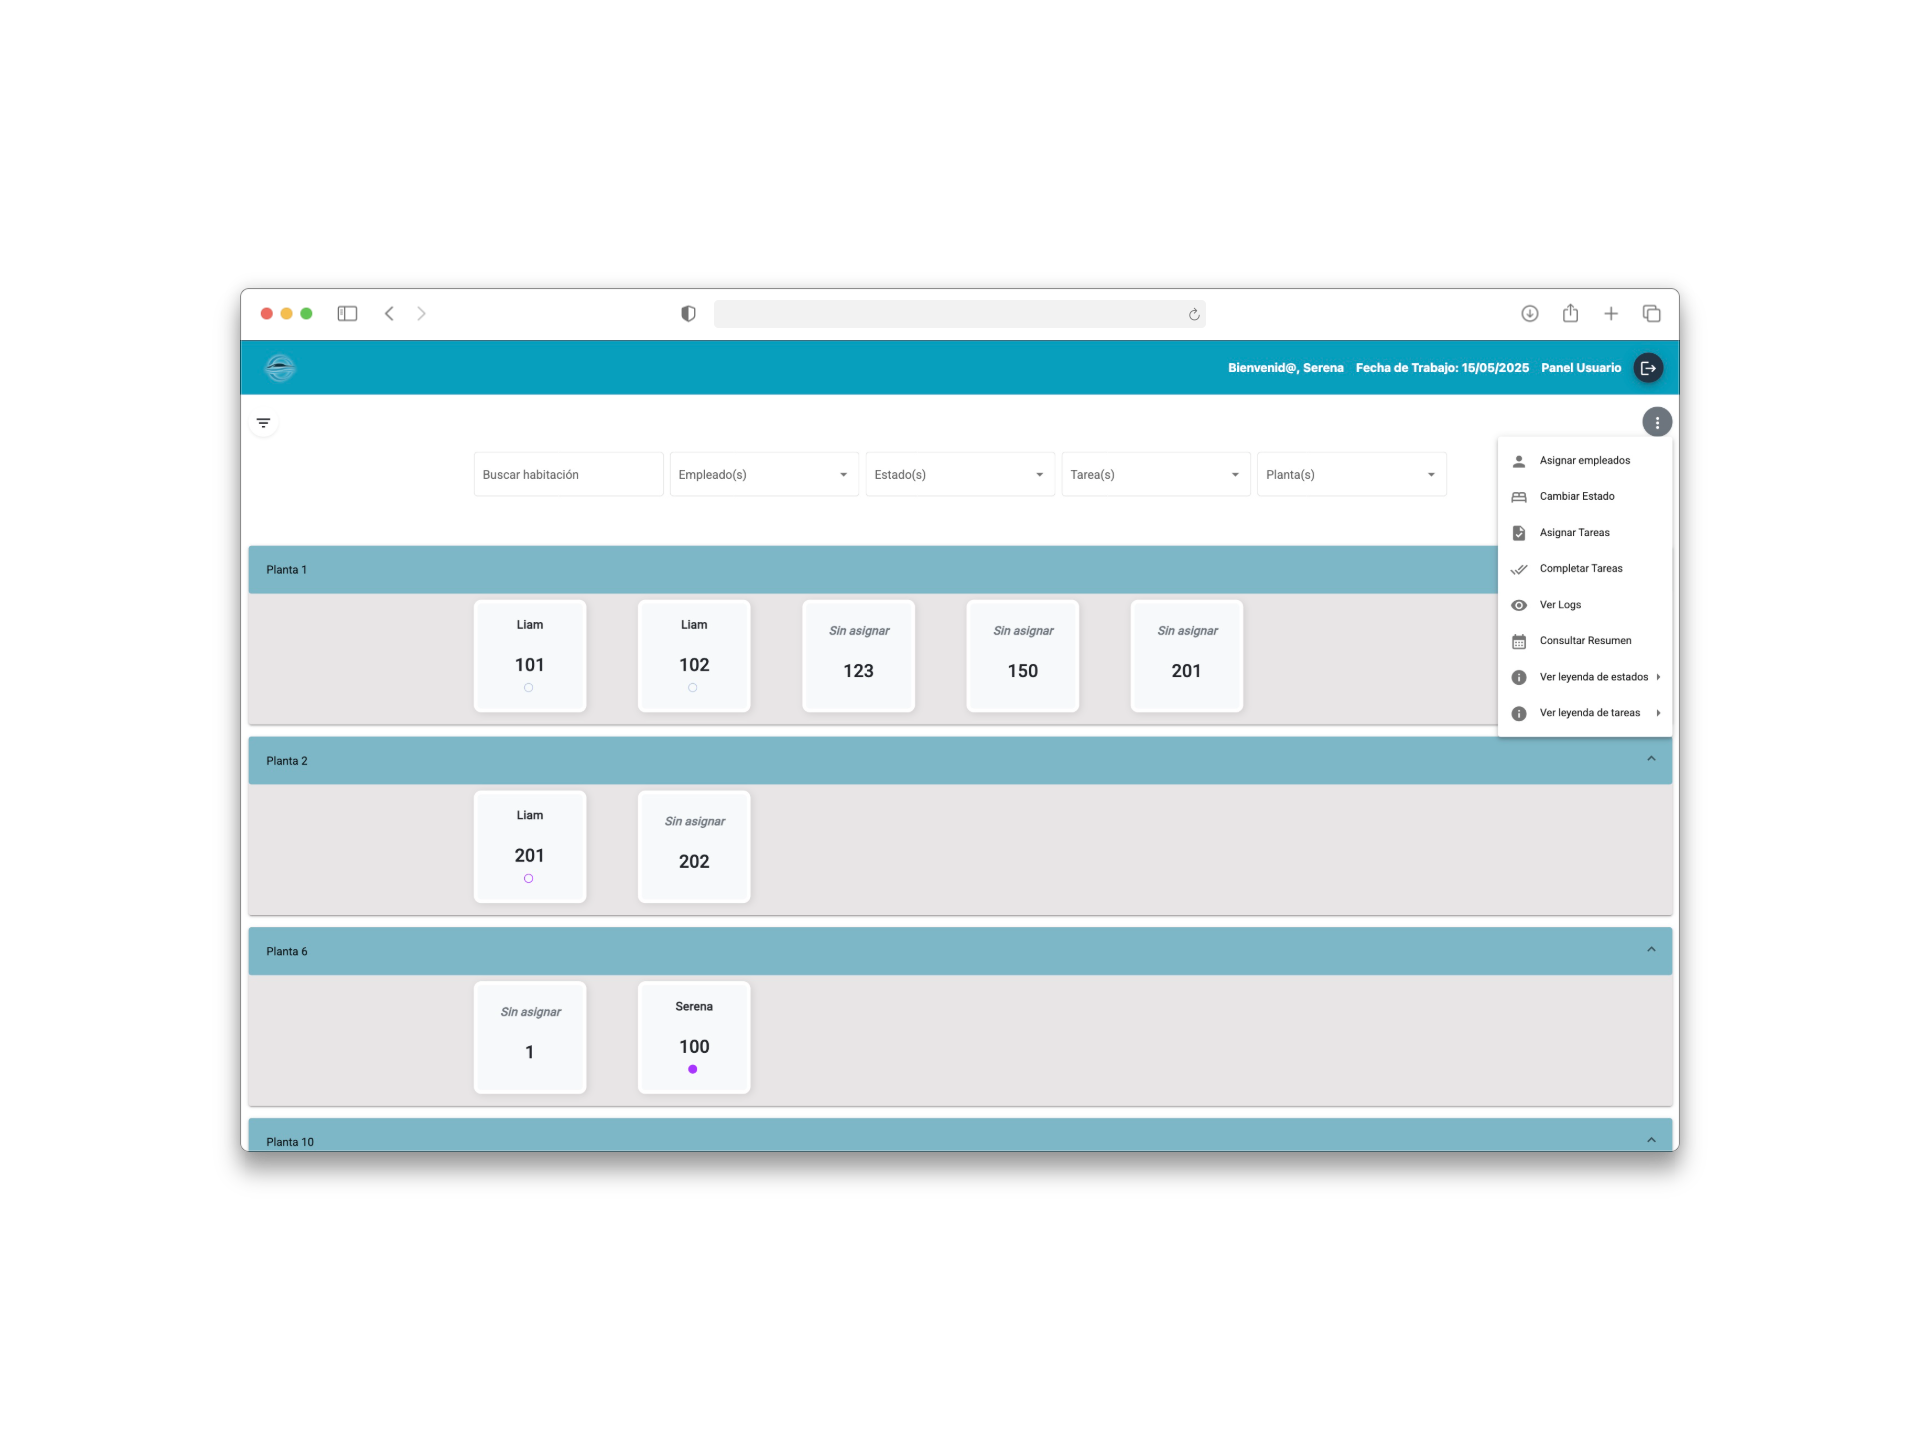 Bienvenid@, Serena Fecha de Trabajo: 15/05/2025 Panel Usuario
Buscar habitación Empleado(s) Estado(s) Tarea(s) Planta(s)
Asignar empleados
Cambiar Estado
Asignar Tareas
Completar Tareas
Ver Logs
Consultar Resumen
Ver leyenda de estados
Ver leyenda de tareas
Planta 1
Liam Liam Sin asignar Sin asignar Sin asignar
101 102 123 150 201
Planta 2
Liam Sin asignar
201 202
Planta 6
Sin asignar Serena
1 100
Planta 10